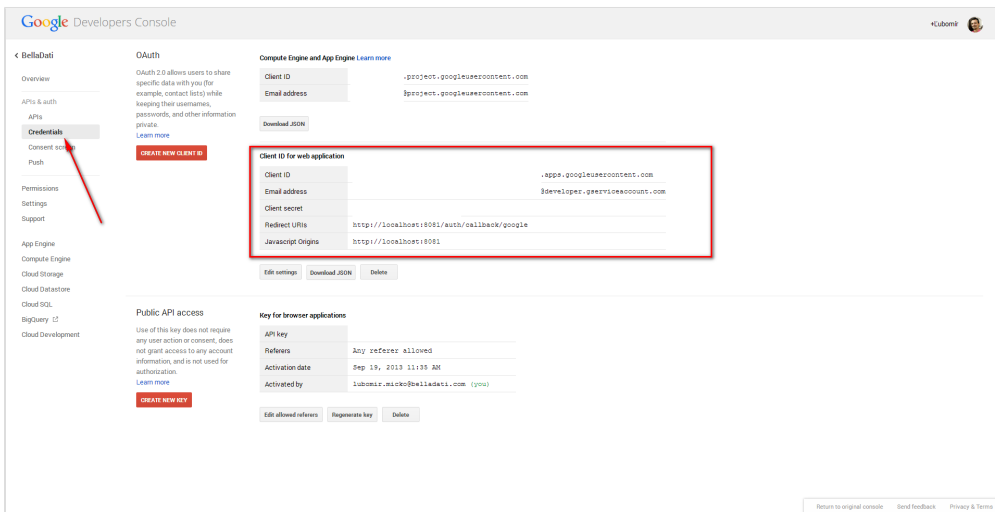 Google Developers Console
+Ľubomír
< BellaDati
Overview
APIs & auth
APIs
Credentials
Consent screen
Push
Permissions
Settings
Support
App Engine
Compute Engine
Cloud Storage
Cloud Datastore
Cloud SQL
BigQuery
Cloud Development
OAuth
OAuth 2.0 allows users to share
specific data with you (for
example, contact lists) while
keeping their usernames,
passwords, and other information
private.
Learn more
CREATE NEW CLIENT ID
Compute Engine and App Engine Learn more
Client ID .project.googleusercontent.com
Email address @project.googleusercontent.com
Download JSON
Client ID for web application
Client ID .apps.googleusercontent.com
Email address @developer.gserviceaccount.com
Client secret
Redirect URIs http://localhost:8081/auth/callback/google
Javascript Origins http://localhost:8081
Edit settings Download JSON Delete
Public API access
Use of this key does not require
any user action or consent, does
not grant access to any account
information, and is not used for
authorization.
Learn more
CREATE NEW KEY
Key for browser applications
API key
Referers Any referer allowed
Activation date Sep 19, 2013 11:35 AM
Activated by lubomir.micko@belladati.com (you)
Edit allowed referers Regenerate key Delete
Return to original console Send feedback Privacy & Terms